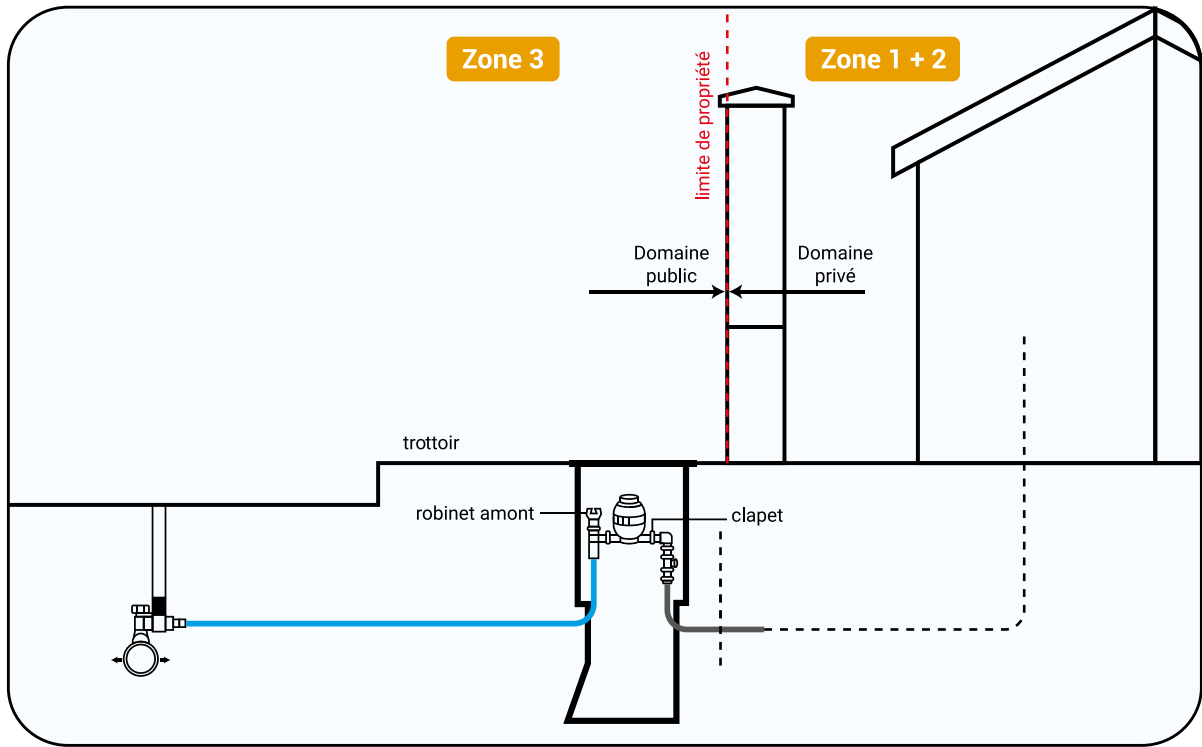 Zone 3
Zone 1 + 2
limite de propriété
Domaine
public
Domaine
privé
trottoir
robinet amont
clapet